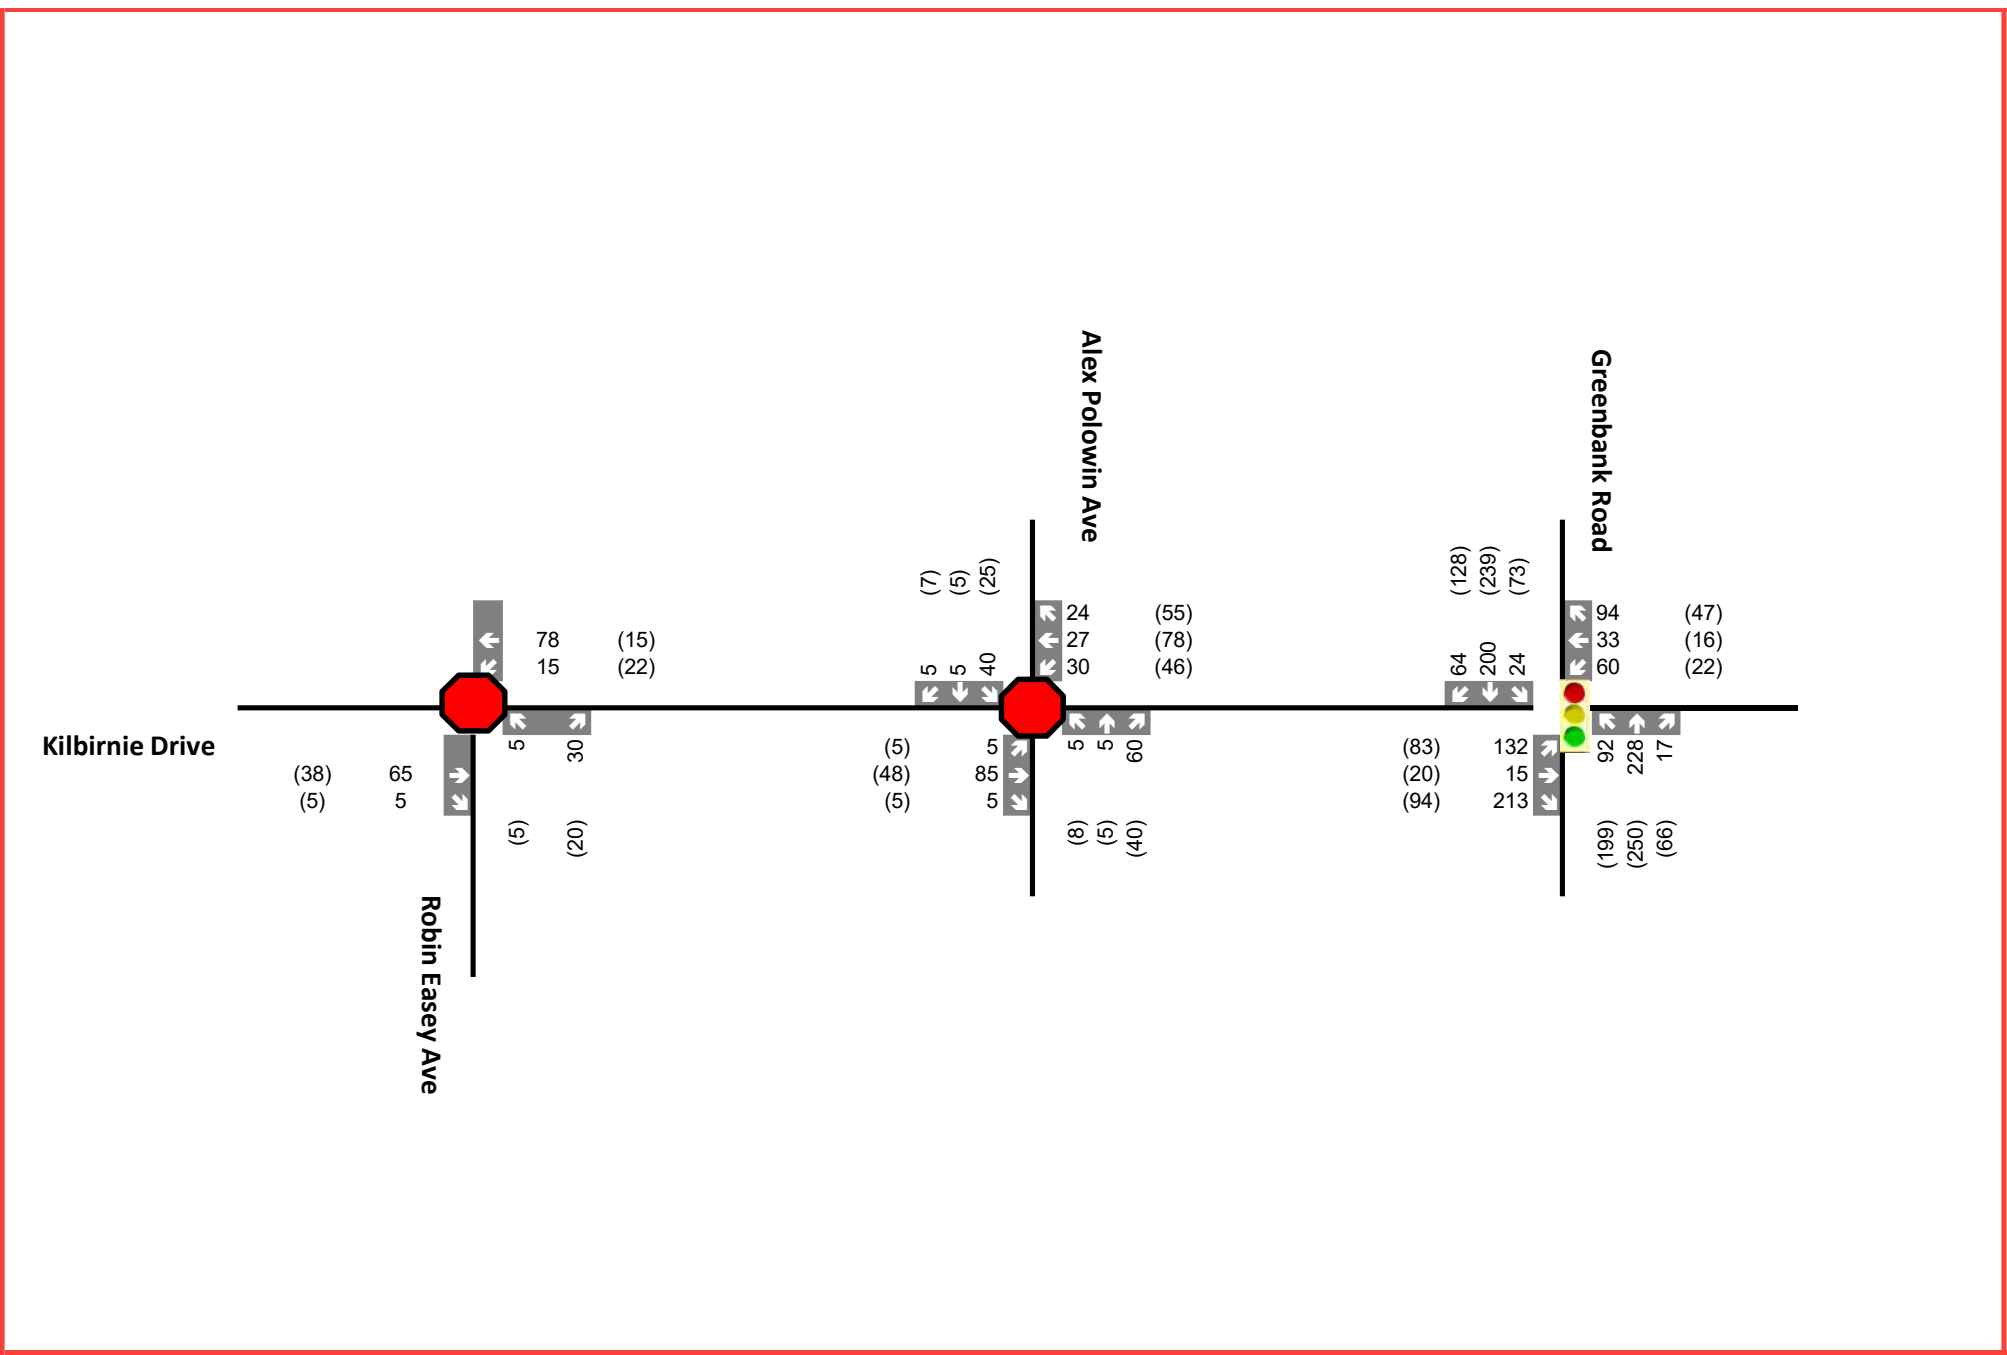 Alex Polowin Ave
Greenbank Road
(7) (5) (25)
(128) (239) (73)
24 (55)
94 (47)
78 (15)
27 (78)
33 (16)
15 (22)
5 5 40
30 (46)
64 200 24
60 (22)
Kilbirnie Drive
5 30
(5) 5
5 5 60
(83) 132
92 228 17
(38) 65
(48) 85
(20) 15
(5) 5
(5) 5
(94) 213
(5) (20)
(8) (5) (40)
(199) (250) (66)
Robin Easey Ave